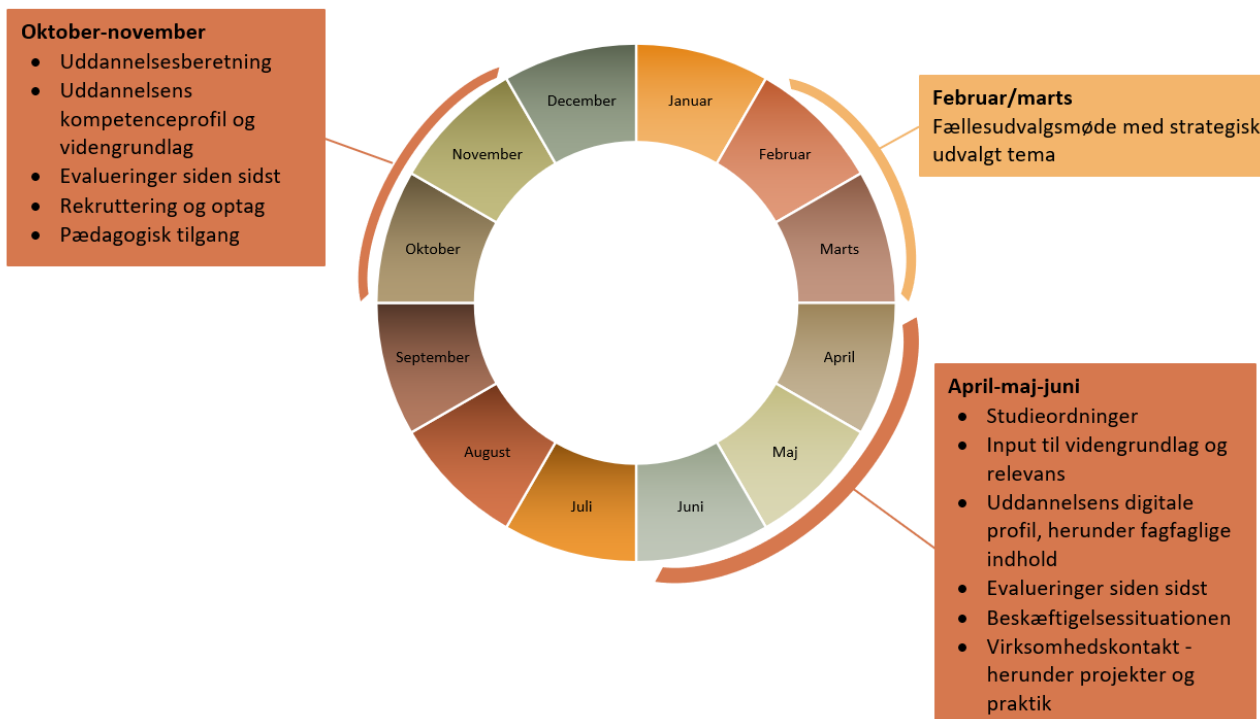 Oktober-november
● Uddannelsesberetning
● Uddannelsens
kompetenceprofil og
videngrundlag
● Evalueringer siden sidst
● Rekruttering og optag
● Pædagogisk tilgang
Februar/marts
Fællesudvalgsmøde med strategisk
udvalgt tema
April-maj-juni
● Studieordninger
● Input til videngrundlag og
relevans
● Uddannelsens digitale
profil, herunder fagfaglige
indhold
● Evalueringer siden sidst
● Beskæftigelsessituationen
● Virksomhedskontakt -
herunder projekter og
praktik
Januar
Februar
Marts
April
Maj
Juni
Juli
August
September
Oktober
November
December